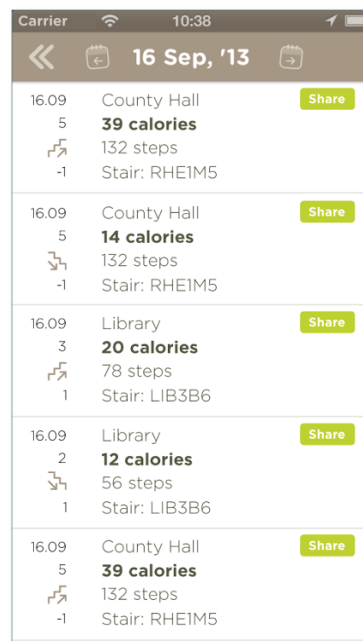 Carrier 10:38
16 Sep, '13
16.09 County Hall Share
5 39 calories
132 steps
-1 Stair: RHE1M5
16.09 County Hall Share
5 14 calories
132 steps
-1 Stair: RHE1M5
16.09 Library Share
3 20 calories
78 steps
1 Stair: LIB3B6
16.09 Library Share
2 12 calories
56 steps
1 Stair: LIB3B6
16.09 County Hall Share
5 39 calories
132 steps
-1 Stair: RHE1M5